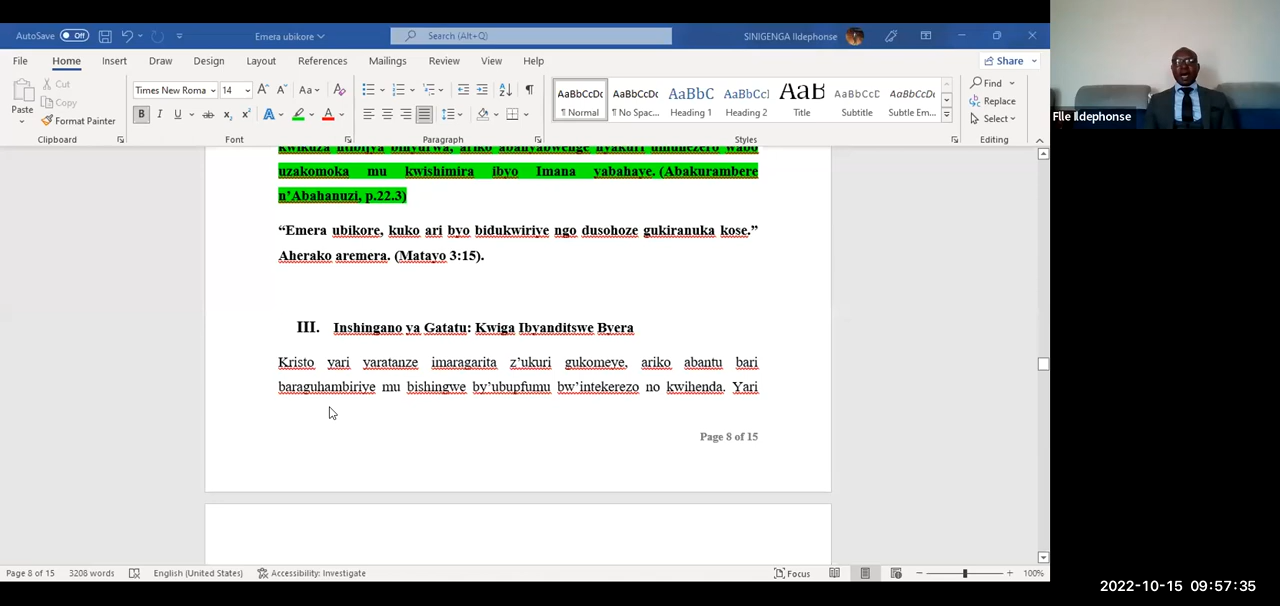 AutoSave Off Emera ubikore Search (Alt+Q) SINIGENGA Ildephonse
File Home Insert Draw Design Layout References Mailings Review View Help Share
Paste Cut Copy Format Painter Clipboard
Times New Roma 14 Font
Paragraph
AaBbCcDc AaBbCcDc AaBbC AaBbCc AaB AaBbCcD AaBbCcD
¶ Normal ¶ No Spac... Heading 1 Heading 2 Title Subtitle Subtle Em...
Styles
Find Replace Select Editing
Flle Ildephonse
uzakomoka mu kwishimira ibyo Imana yabahaye. (Abakurambere
n’Abahanuzi, p.22.3)
“Emera ubikore, kuko ari byo bidukwiriye ngo dusohoze gukiranuka kose.”
Aherako aremera. (Matayo 3:15).
III. Inshingano ya Gatatu: Kwiga Ibyanditswe Byera
Kristo yari yaratanze imaragarita z’ukuri gukomeye, ariko abantu bari
baraguhambiriye mu bishingwe by’ubupfumu bw’intekerezo no kwihenda. Yari
Page 8 of 15
Page 8 of 15 3208 words English (United States) Accessibility: Investigate Focus 100%
2022-10-15 09:57:35